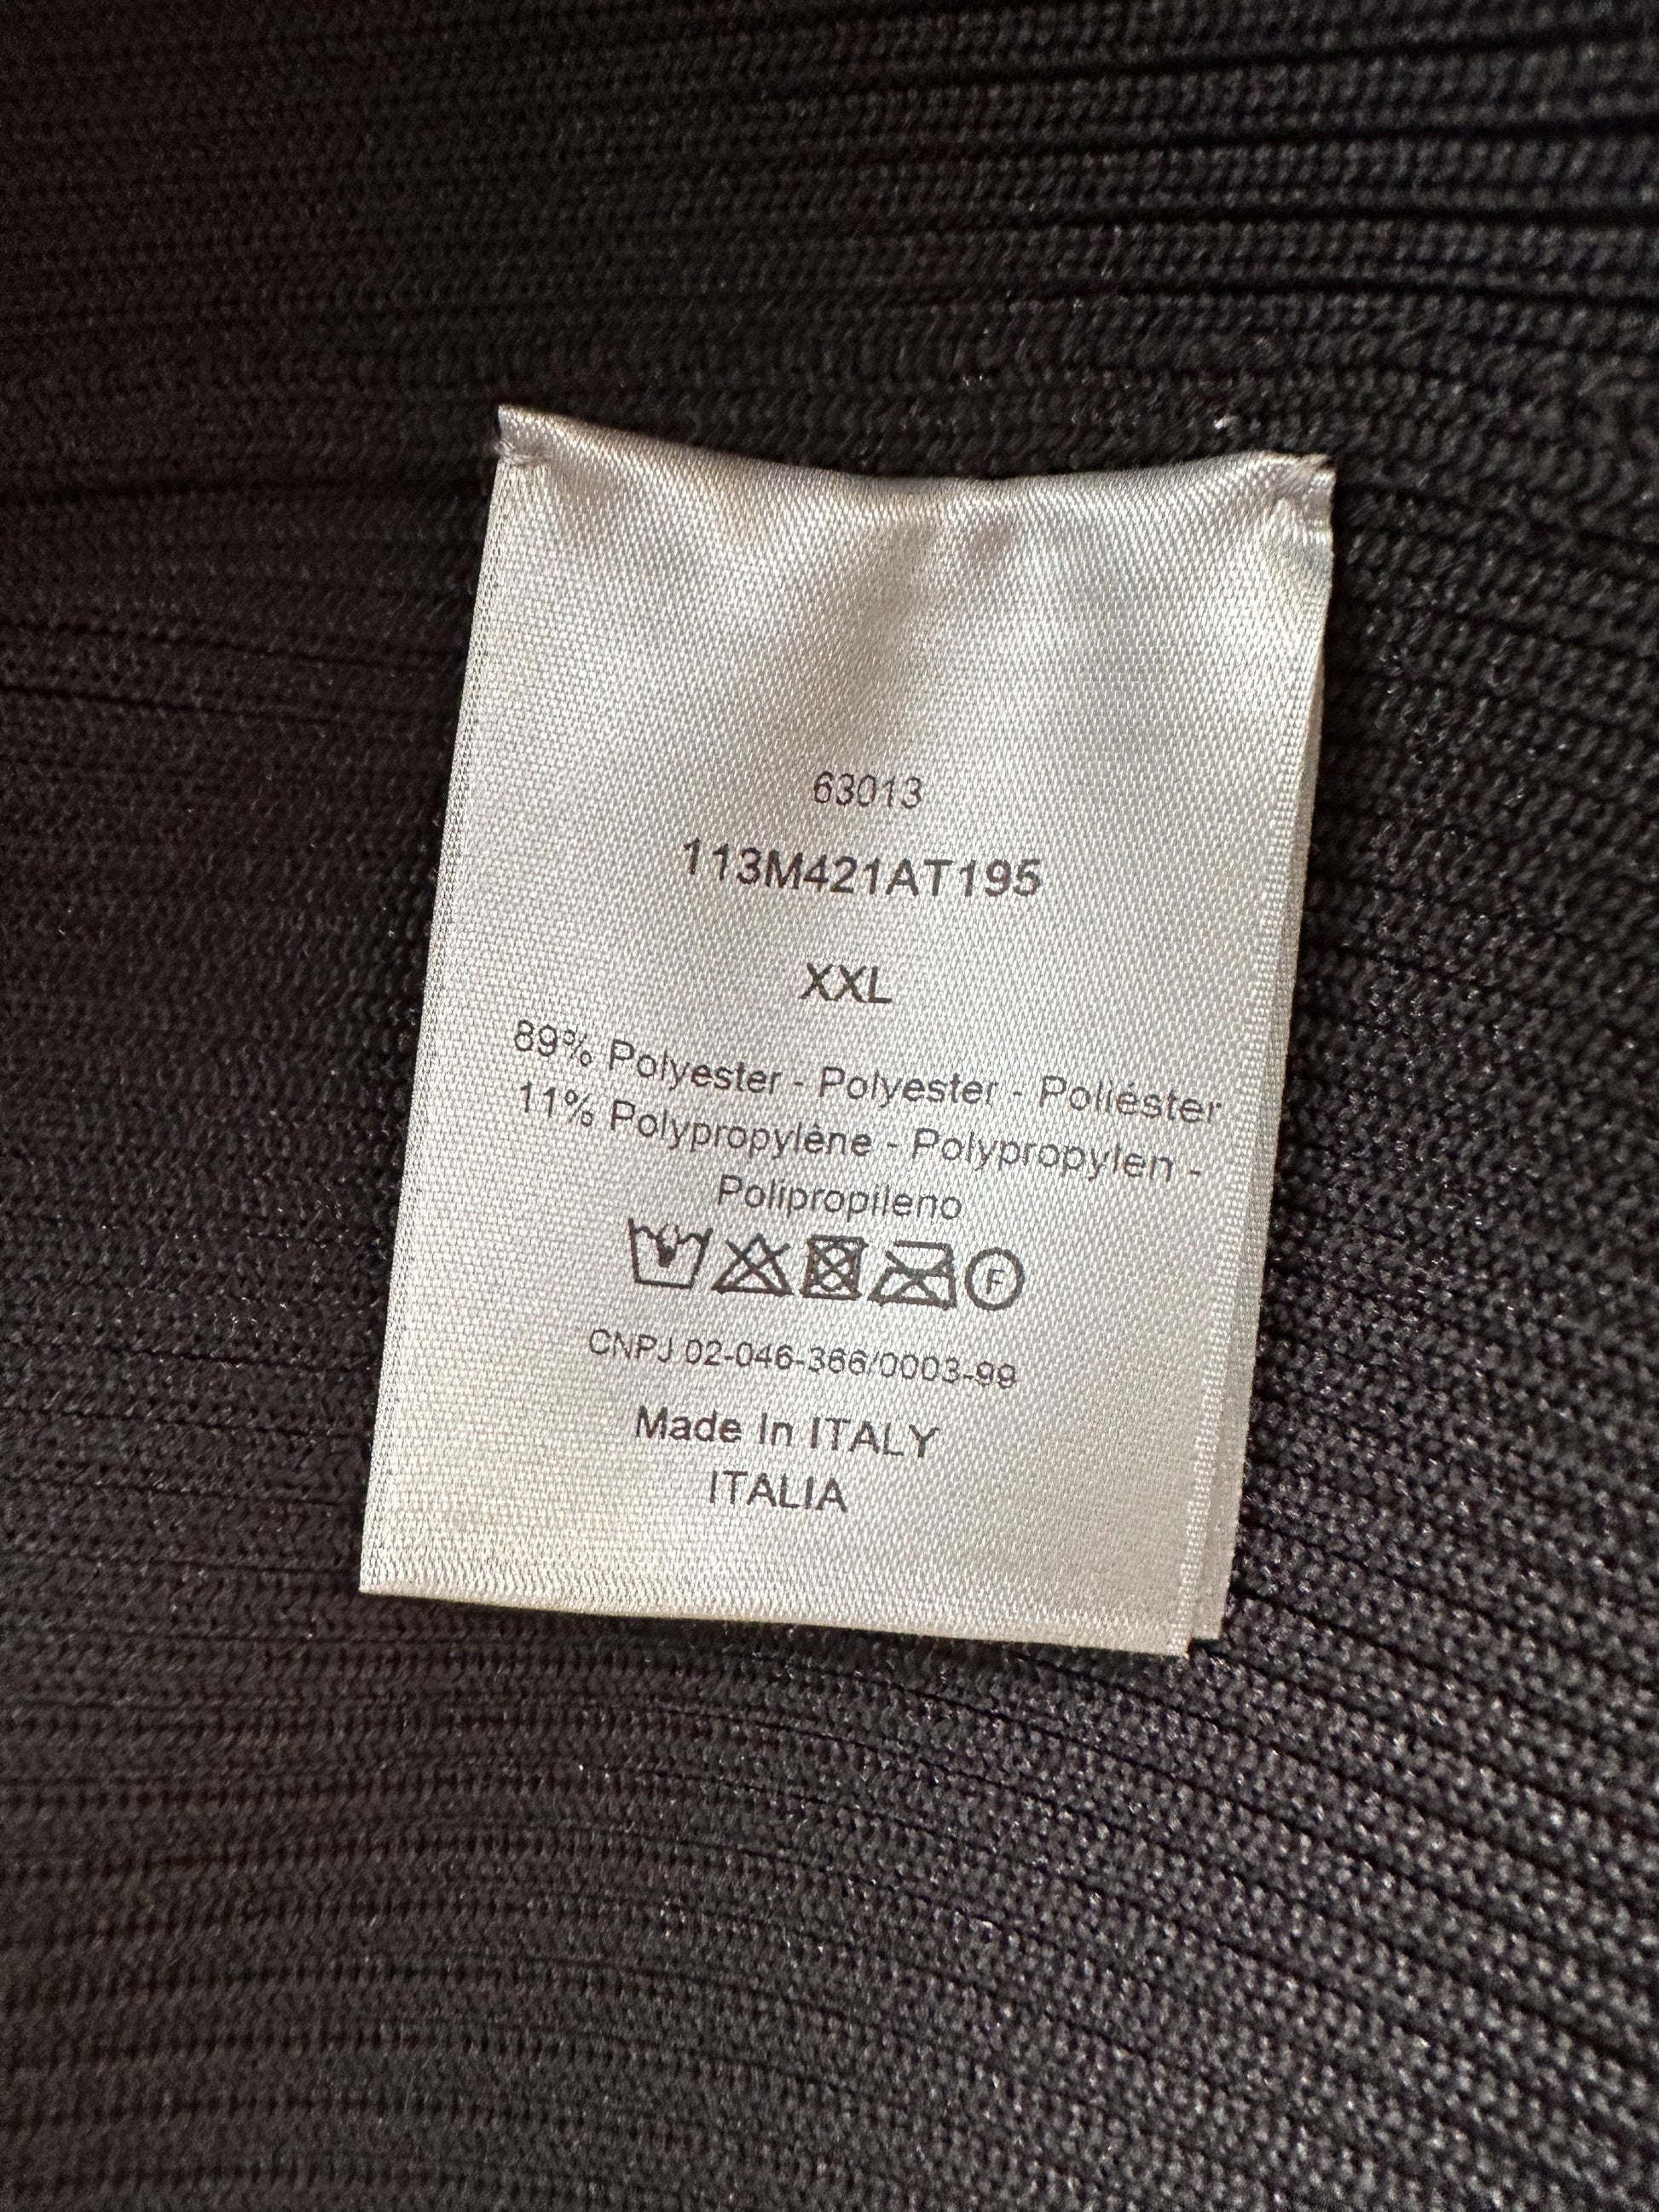 63013
113M421AT195
XXL
89% Polyester - Polyester - Poliéster
11% Polypropylène - Polypropylen -
Polipropileno
F
CNPJ 02-046-366/0003-99
Made In ITALY
ITALIA